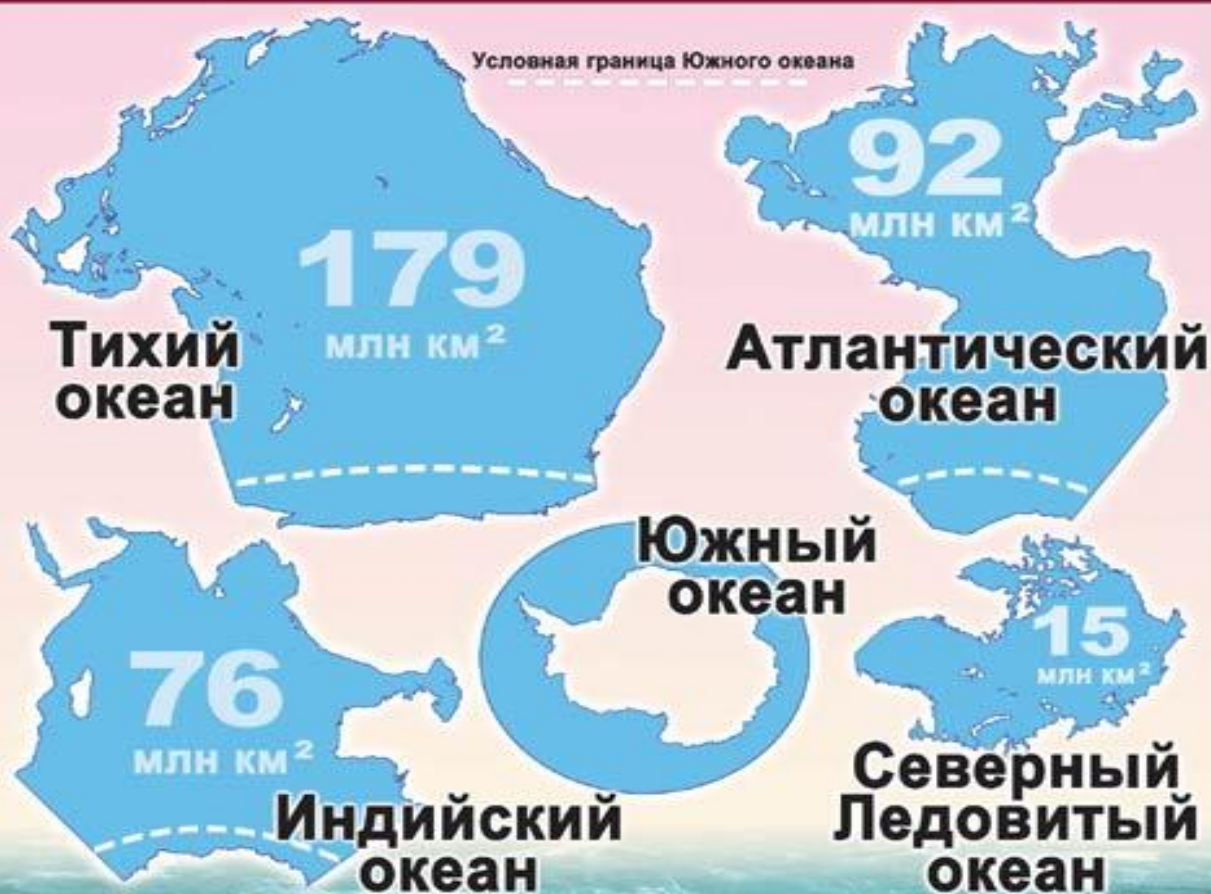 Условная граница Южного океана
179
млн км²
Тихий
океан
92
млн км²
Атлантический
океан
76
млн км²
Индийский
океан
Южный
океан
15
млн км²
Северный
Ледовитый
океан